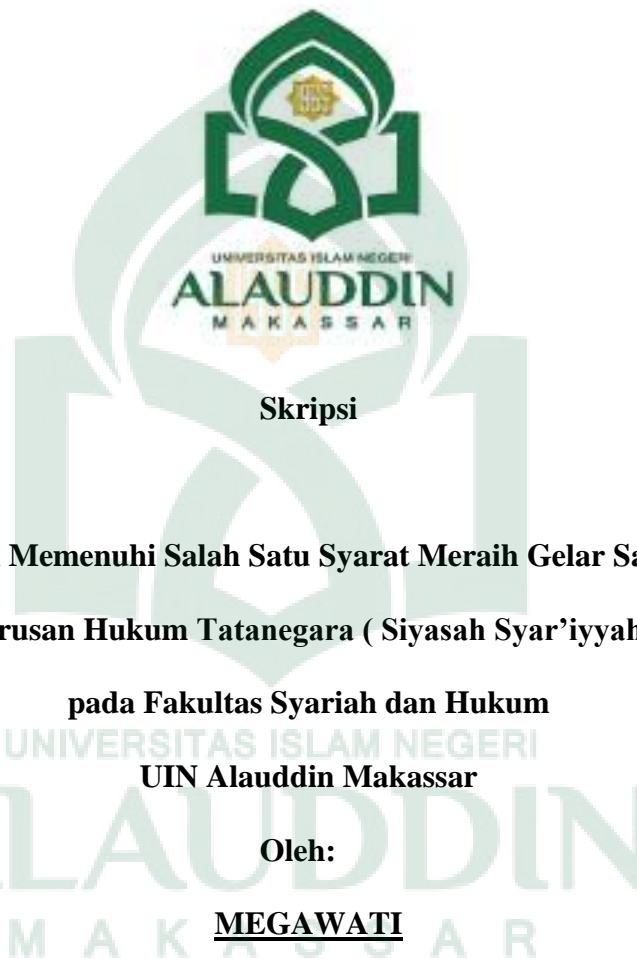 UNIVERSITAS ISLAM NEGERI
ALAUDDIN
MAKASSAR
Skripsi
Memenuhi Salah Satu Syarat Meraih Gelar Sa
rusan Hukum Tatanegara ( Siyasah Syar’iyyah
pada Fakultas Syariah dan Hukum
UNIVERSITAS ISLAM NEGERI
UIN Alauddin Makassar
ALAUDDIN
Oleh:
MAKASSAR
MEGAWATI